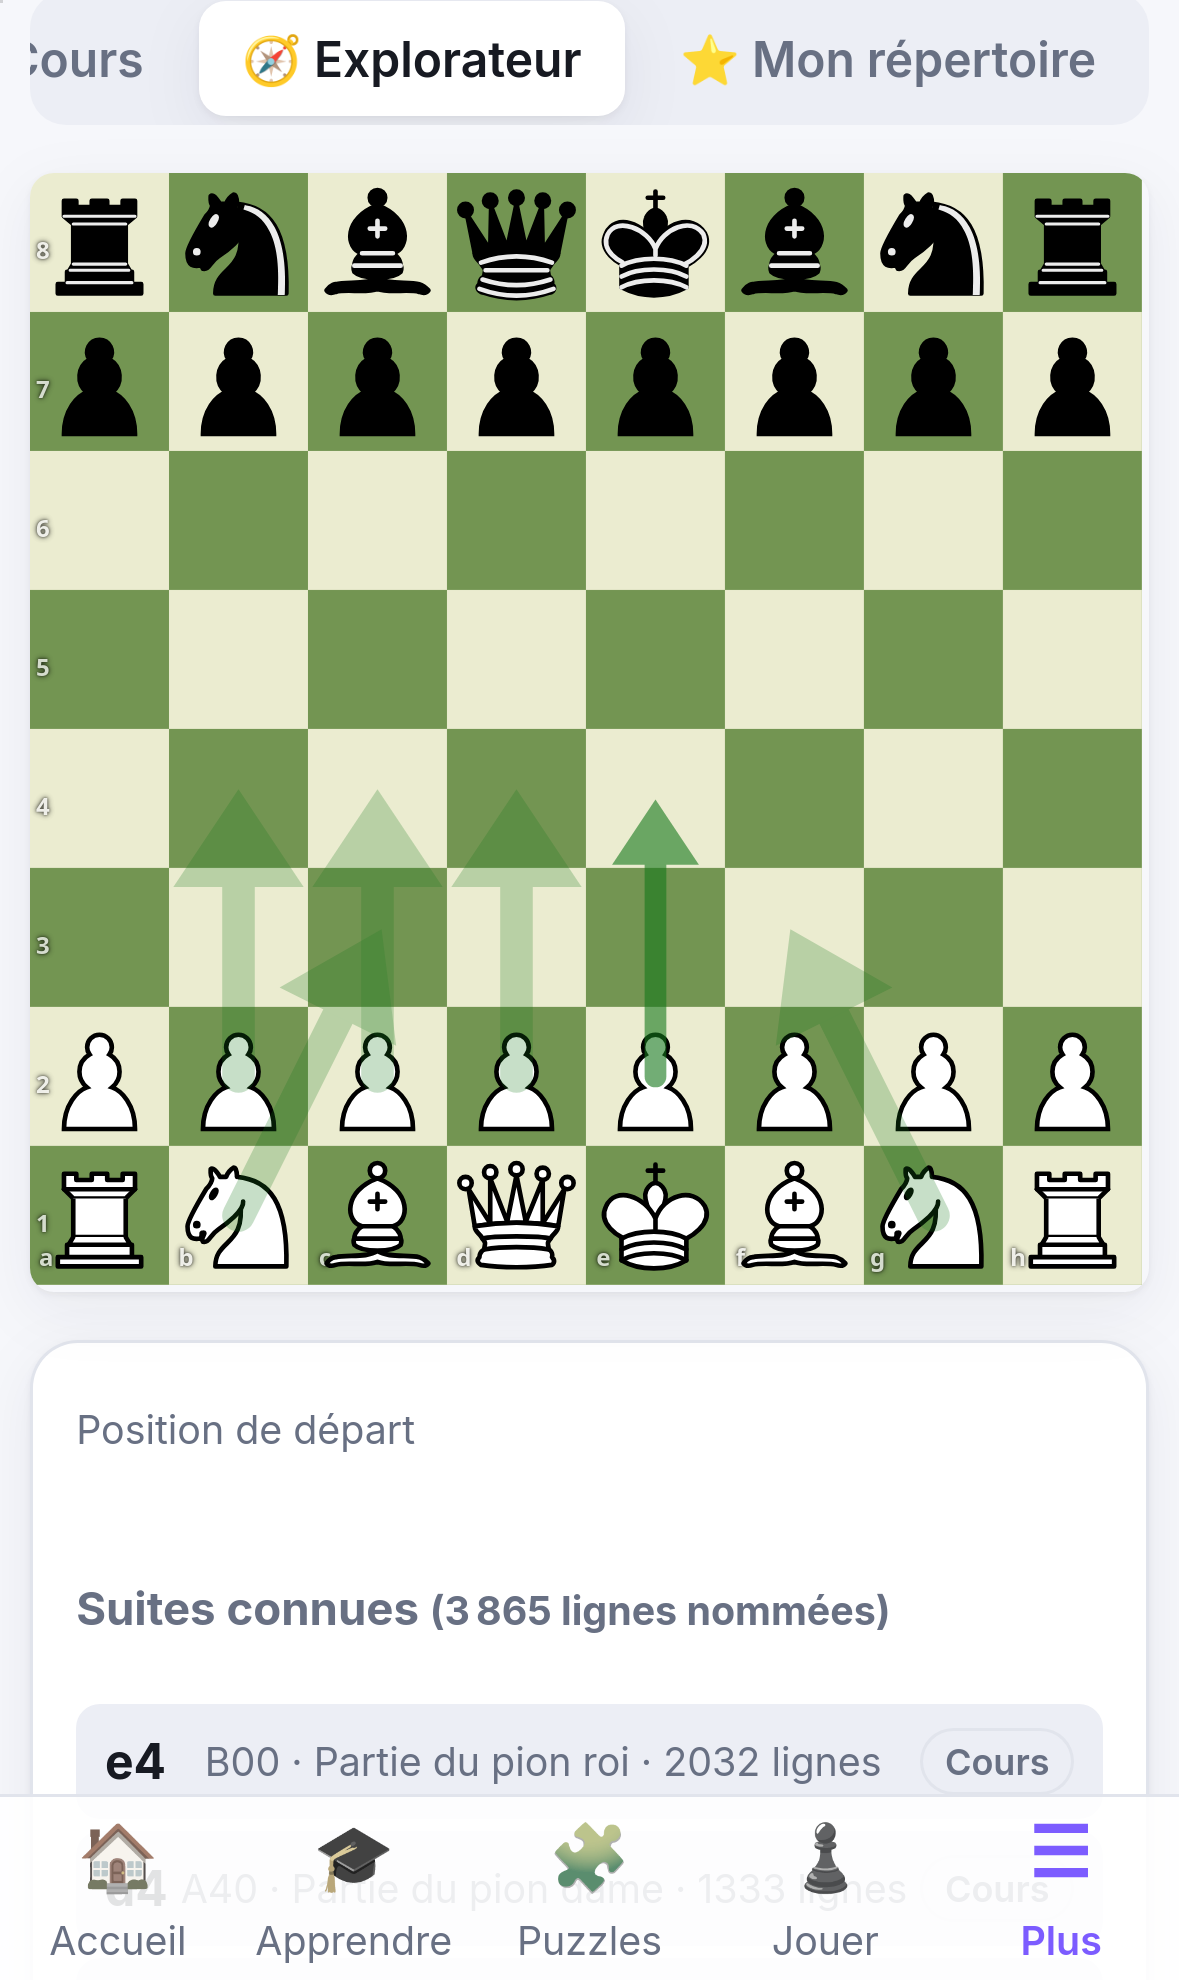 Cours
🧭 Explorateur
⭐ Mon répertoire
8
7
6
5
4
3
2
1
a b c d e f g h
Position de départ
Suites connues (3 865 lignes nommées)
e4 B00 · Partie du pion roi · 2032 lignes Cours
d4 A40 · Partie du pion dame · 1333 lignes Cours
Accueil
Apprendre
Puzzles
Jouer
Plus